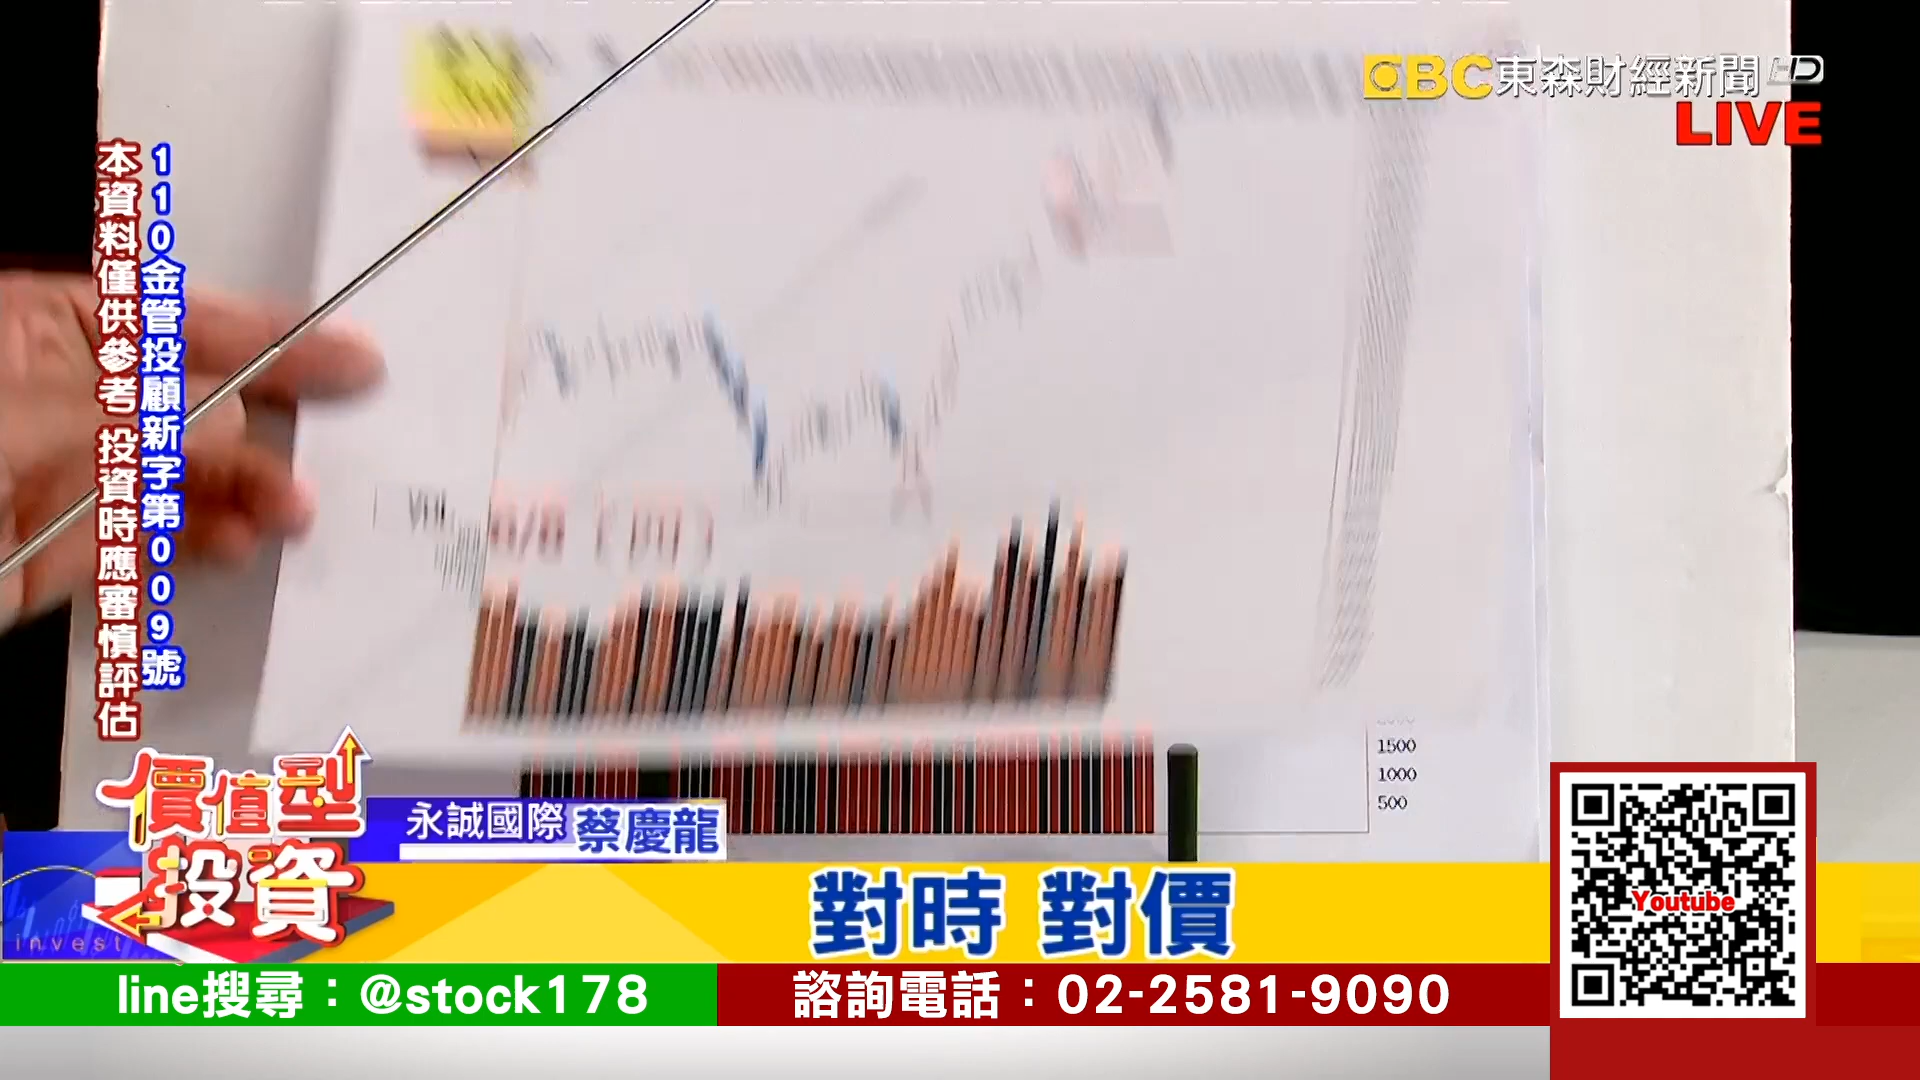 EBC東森財經新聞HD
LIVE
110金管投顧新字第009號
本資料僅供參考 投資時應審慎評估
1500
1000
500
價值型
投資
invest
永誠國際 蔡慶龍
對時 對價
Youtube
line搜尋：@stock178
諮詢電話：02-2581-9090